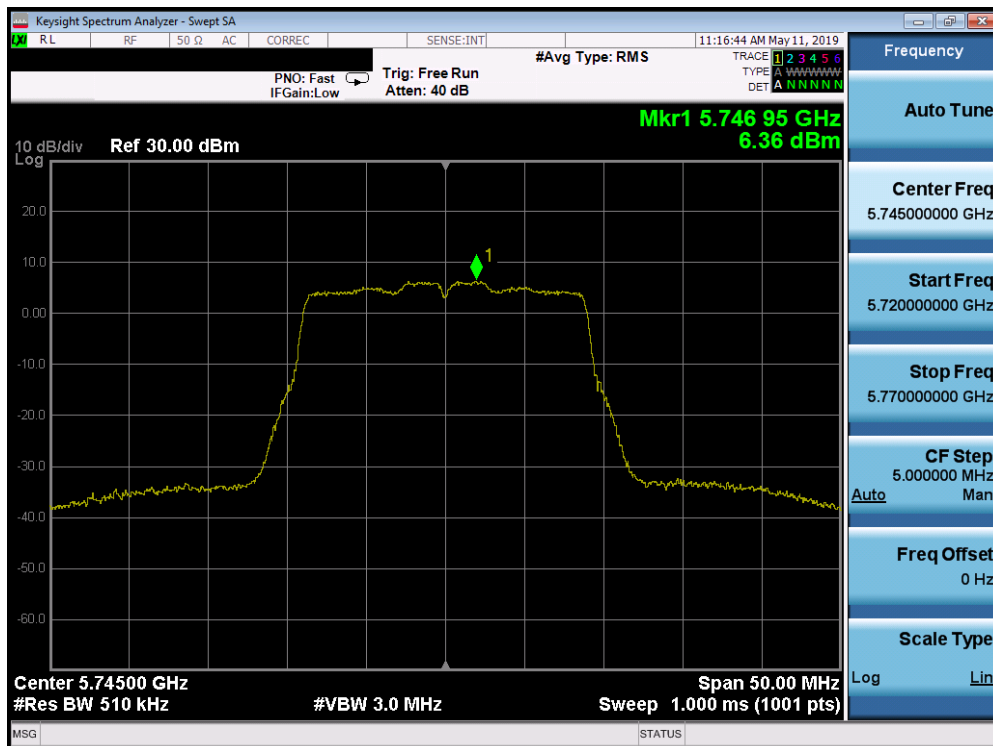 Keysight Spectrum Analyzer - Swept SA
LXI RL RF 50 Ω AC CORREC SENSE:INT 11:16:44 AM May 11, 2019
#Avg Type: RMS TRACE 1 2 3 4 5 6
PNO: Fast Trig: Free Run TYPE A WWWWW
IFGain:Low Atten: 40 dB DET A N N N N N
Mkr1 5.746 95 GHz
6.36 dBm
10 dB/div Ref 30.00 dBm
Log
20.0
10.0
1
0.00
-10.0
-20.0
-30.0
-40.0
-50.0
-60.0
Center 5.74500 GHz Span 50.00 MHz
#Res BW 510 kHz #VBW 3.0 MHz Sweep 1.000 ms (1001 pts)
MSG STATUS
Frequency
Auto Tune
Center Freq
5.745000000 GHz
Start Freq
5.720000000 GHz
Stop Freq
5.770000000 GHz
CF Step
5.000000 MHz
Auto Man
Freq Offset
0 Hz
Scale Type
Log Lin